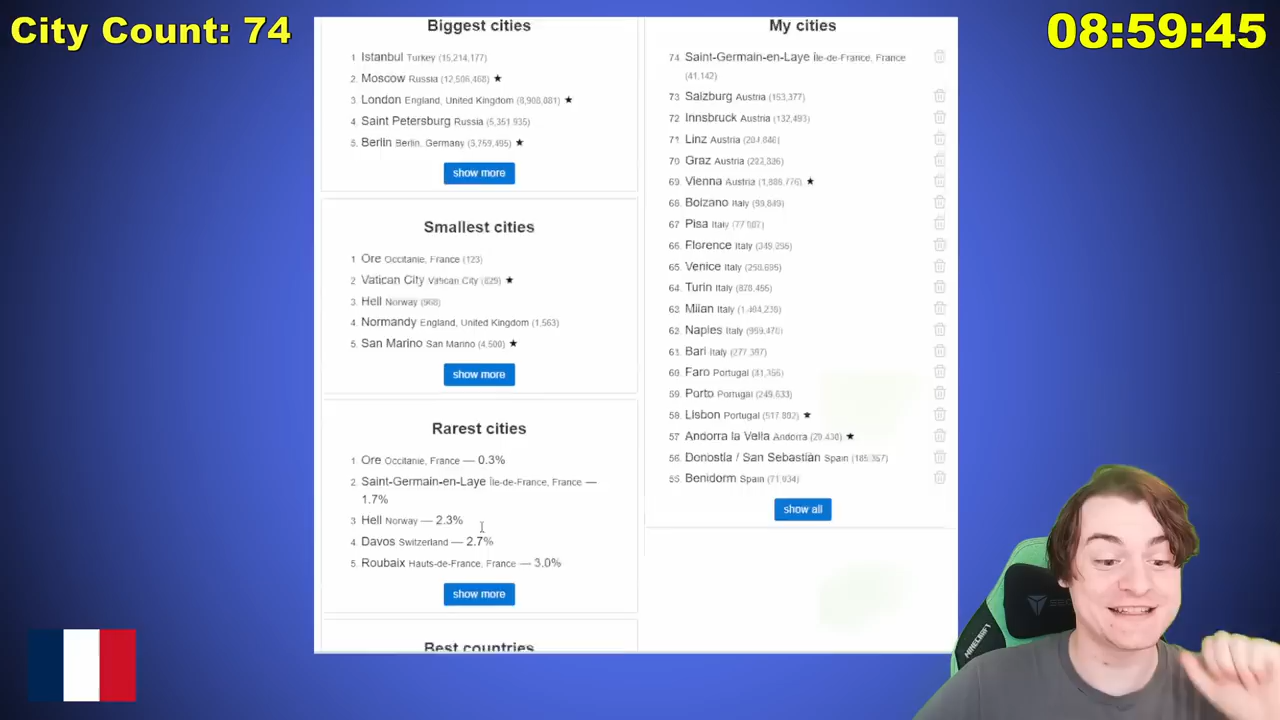 City Count: 74
08:59:45
Biggest cities
1 Istanbul Turkey (15,214,177)
2. Moscow Russia (12,506,468) ★
3. London England, United Kingdom (8,908,081) ★
4. Saint Petersburg Russia (5,351,935)
5. Berlin Berlin, Germany ★
show more
Smallest cities
1 Ore Occitanie, France (123)
2. Vatican City Vatican City (829) ★
3 Hell Norway
4. Normandy England, United Kingdom (1,563)
5. San Marino San Marino (4,500) ★
show more
Rarest cities
1. Ore Occitanie, France — 0.3%
2. Saint-Germain-en-Laye Île-de-France, France —
1.7%
3 Hell Norway — 2.3%
4. Davos Switzerland — 2.7%
5. Roubaix Hauts-de-France, France — 3.0%
show more
Best countries
My cities
74. Saint-Germain-en-Laye Île-de-France, France
(41,142)
73. Salzburg Austria (153,377)
72. Innsbruck Austria (132,493)
71. Linz Austria
70. Graz Austria
69. Vienna Austria ★
68. Bolzano Italy
67. Pisa Italy
66. Florence Italy
65. Venice Italy
64. Turin Italy
63. Milan Italy
62. Naples Italy
61. Bari Italy
60. Faro Portugal
59. Porto Portugal (249,633)
58. Lisbon Portugal ★
57 Andorra la Vella Andorra ★
56. Donostia / San Sebastián Spain
55. Benidorm Spain
show all